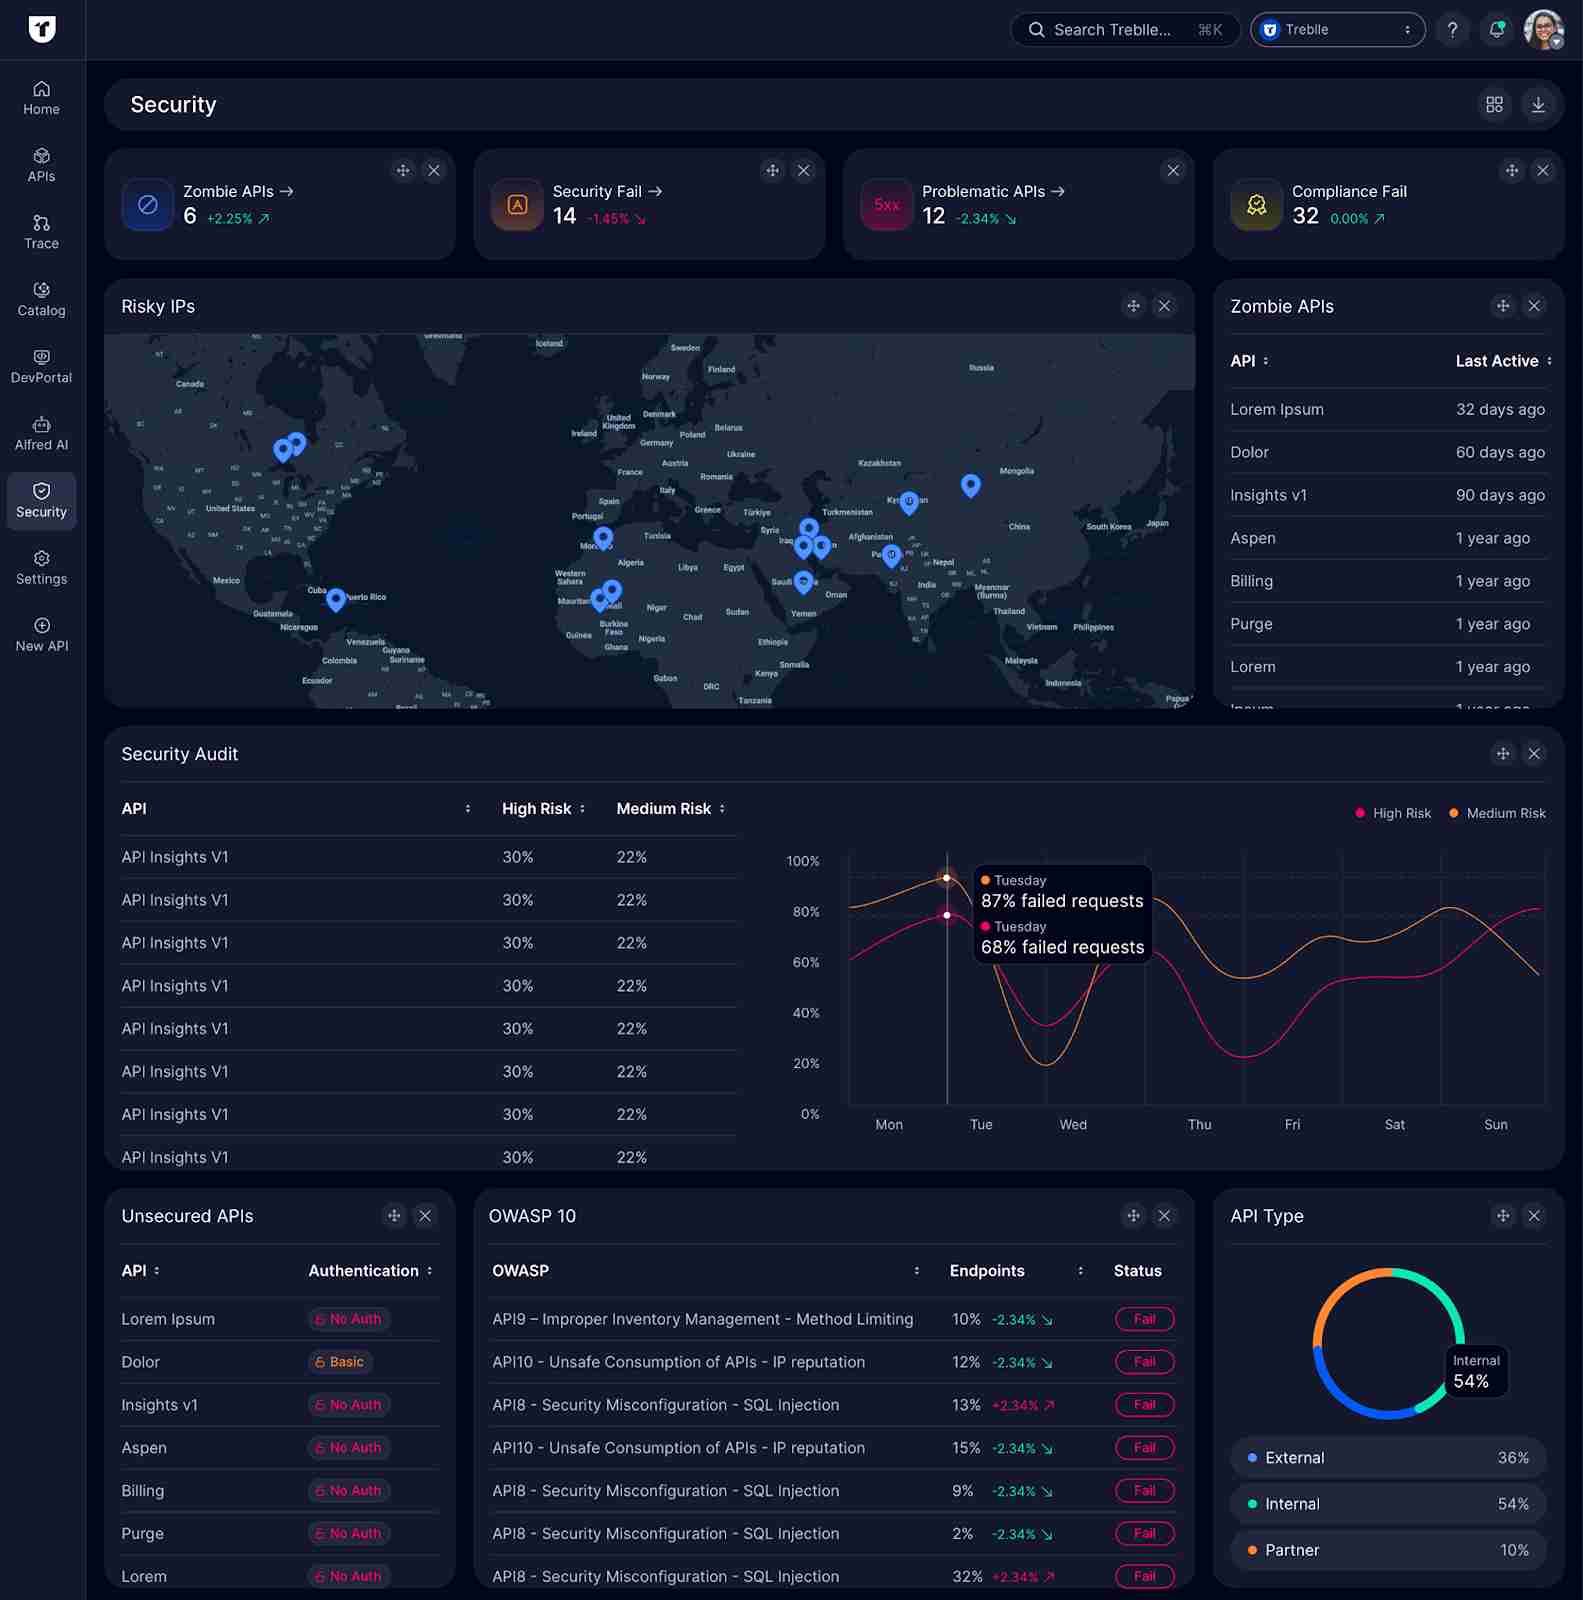 Search Treblle... ⌘K
Treblle
?
Home
APIs
Trace
Catalog
DevPortal
Alfred AI
Security
Settings
New API
Security
Zombie APIs →
6 +2.25% ↗
Security Fail →
14 -1.45% ↘
5xx
Problematic APIs →
12 -2.34% ↘
Compliance Fail
32 0.00% ↗
Risky IPs
Iceland
Sweden
Finland
Norway
Russia
Canada
United Kingdom
Denmark
Ireland
Poland
Belarus
Germany
Ukraine
Austria
France
Romania
Kazakhstan
Mongolia
Italy
Spain
Portugal
Greece
Türkiye
Turkmenistan
United States
China
South Korea
Japan
Tunisia
Syria
Iraq
Afghanistan
Algeria
Libya
Egypt
Nepal
Western Sahara
India
Myanmar (Burma)
Mexico
Cuba
Puerto Rico
Oman
Niger
Chad
Sudan
Yemen
Thailand
Guatemala
Nicaragua
Burkina Faso
Guinea
Ghana
Nigeria
Ethiopia
Vietnam
Philippines
Venezuela
Guyana
Suriname
Colombia
Somalia
Kenya
Malaysia
Ecuador
Gabon
DRC
Indonesia
Tanzania
Papua
Zombie APIs
API Last Active
Lorem Ipsum 32 days ago
Dolor 60 days ago
Insights v1 90 days ago
Aspen 1 year ago
Billing 1 year ago
Purge 1 year ago
Lorem 1 year ago
Ipsum 1 year ago
Security Audit
API High Risk Medium Risk
API Insights V1 30% 22%
API Insights V1 30% 22%
API Insights V1 30% 22%
API Insights V1 30% 22%
API Insights V1 30% 22%
API Insights V1 30% 22%
API Insights V1 30% 22%
API Insights V1 30% 22%
High Risk Medium Risk
100%
80%
60%
40%
20%
0%
Tuesday
87% failed requests
Tuesday
68% failed requests
Mon Tue Wed Thu Fri Sat Sun
Unsecured APIs
API Authentication
Lorem Ipsum No Auth
Dolor Basic
Insights v1 No Auth
Aspen No Auth
Billing No Auth
Purge No Auth
Lorem No Auth
OWASP 10
OWASP Endpoints Status
API9 – Improper Inventory Management - Method Limiting 10% -2.34% ↘ Fail
API10 - Unsafe Consumption of APIs - IP reputation 12% -2.34% ↘ Fail
API8 - Security Misconfiguration - SQL Injection 13% +2.34% ↗ Fail
API10 - Unsafe Consumption of APIs - IP reputation 15% -2.34% ↘ Fail
API8 - Security Misconfiguration - SQL Injection 9% -2.34% ↘ Fail
API8 - Security Misconfiguration - SQL Injection 2% -2.34% ↘ Fail
API8 - Security Misconfiguration - SQL Injection 32% +2.34% ↗ Fail
API Type
Internal
54%
External 36%
Internal 54%
Partner 10%